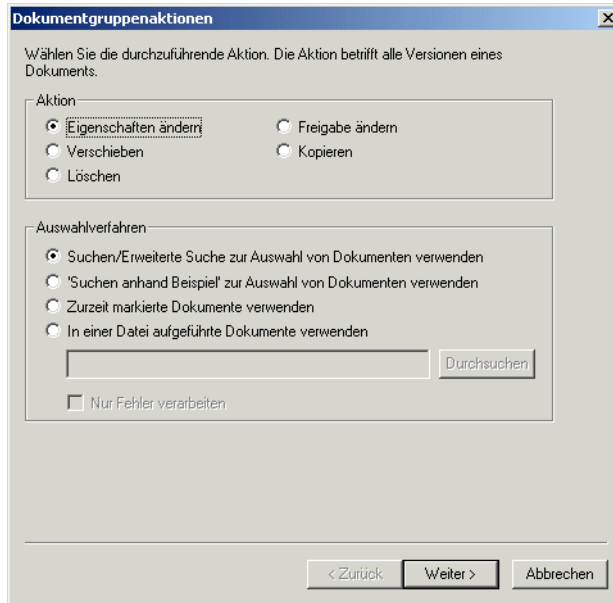 Dokumentgruppenaktionen
Wählen Sie die durchzuführende Aktion. Die Aktion betrifft alle Versionen eines
Dokuments.
Aktion
Eigenschaften ändern
Freigabe ändern
Verschieben
Kopieren
Löschen
Auswahlverfahren
Suchen/Erweiterte Suche zur Auswahl von Dokumenten verwenden
'Suchen anhand Beispiel' zur Auswahl von Dokumenten verwenden
Zurzeit markierte Dokumente verwenden
In einer Datei aufgeführte Dokumente verwenden
Durchsuchen
Nur Fehler verarbeiten
< Zurück
Weiter >
Abbrechen